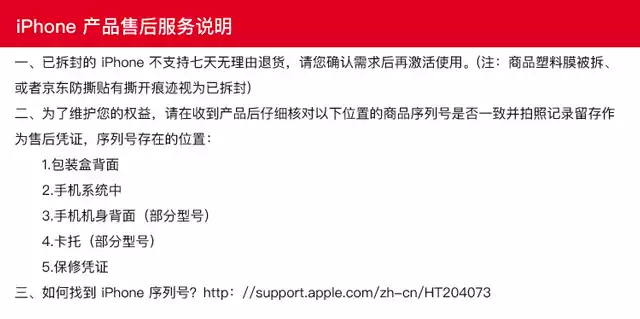 iPhone 产品售后服务说明
一、已拆封的 iPhone 不支持七天无理由退货，请您确认需求后再激活使用。（注：商品塑料膜被拆、
或者京东防撕贴有撕开痕迹视为已拆封）
二、为了维护您的权益，请在收到产品后仔细核对以下位置的商品序列号是否一致并拍照记录留存作
为售后凭证，序列号存在的位置：
1.包装盒背面
2.手机系统中
3.手机机身背面（部分型号）
4.卡托（部分型号）
5.保修凭证
三、如何找到 iPhone 序列号？http：//support.apple.com/zh-cn/HT204073